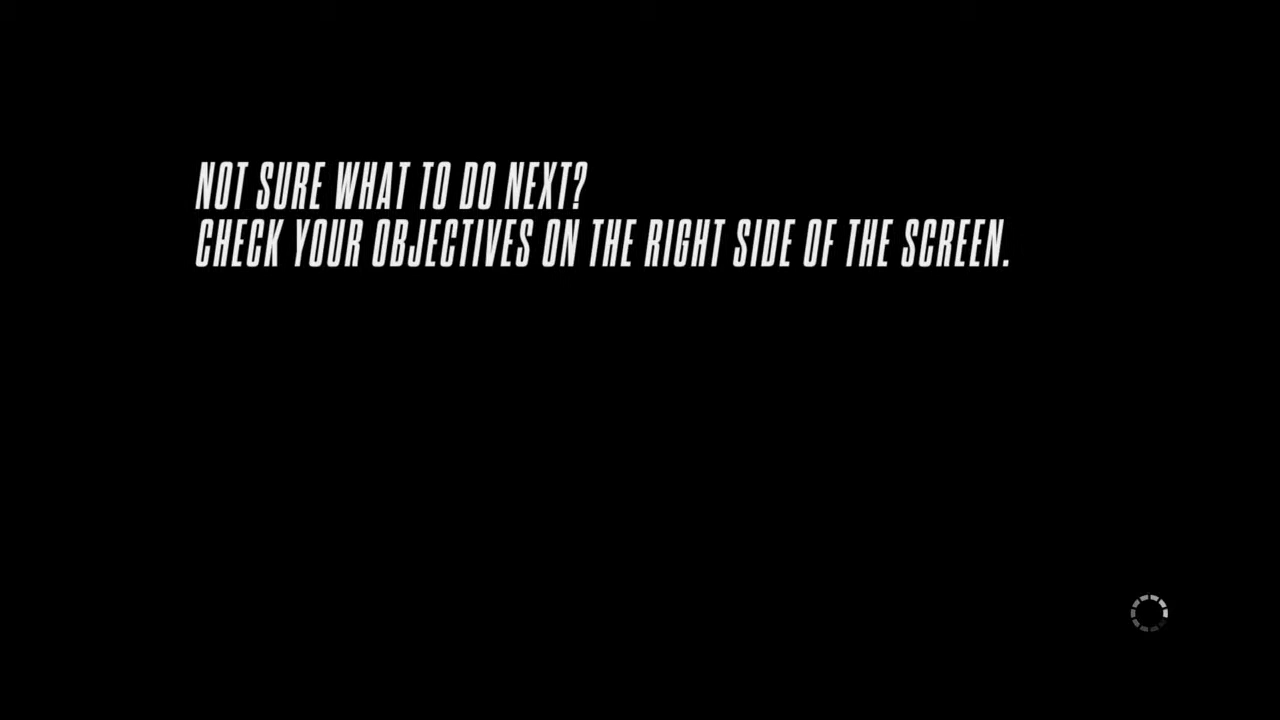 NOT SURE WHAT TO DO NEXT?
CHECK YOUR OBJECTIVES ON THE RIGHT SIDE OF THE SCREEN.